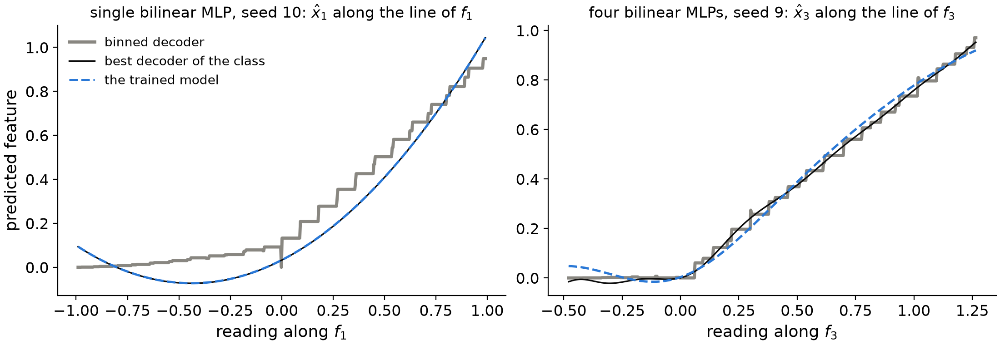 single bilinear MLP, seed 10: x̂₁ along the line of f₁
binned decoder
best decoder of the class
the trained model
predicted feature
1.0
0.8
0.6
0.4
0.2
0.0
−1.00 −0.75 −0.50 −0.25 0.00 0.25 0.50 0.75 1.00
reading along f₁
four bilinear MLPs, seed 9: x̂₃ along the line of f₃
1.0
0.8
0.6
0.4
0.2
0.0
−0.50 −0.25 0.00 0.25 0.50 0.75 1.00 1.25
reading along f₃